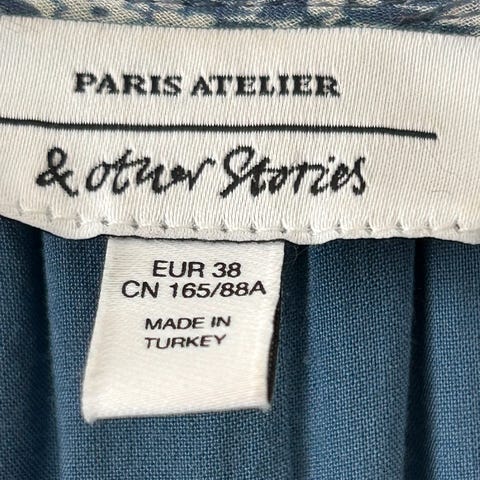 PARIS ATELIER
& other Stories
EUR 38
CN 165/88A
MADE IN
TURKEY